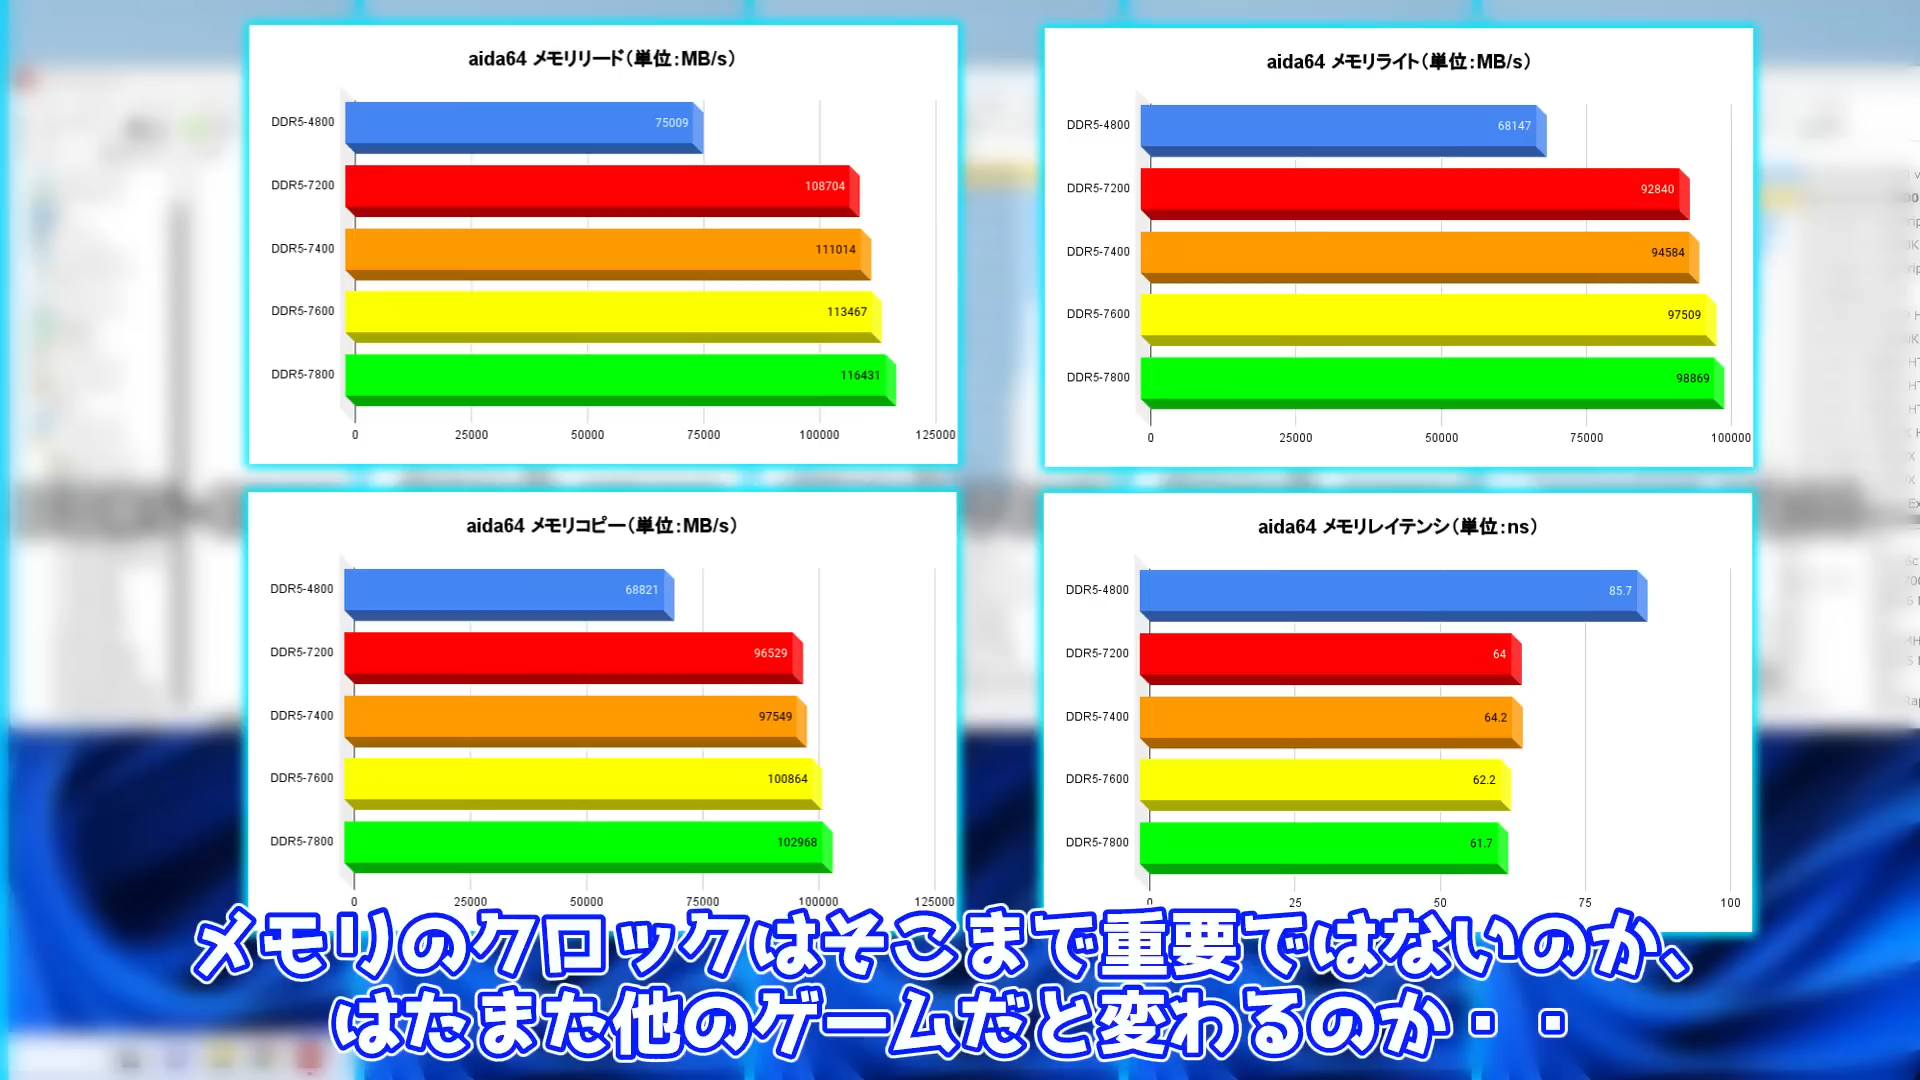 aida64 メモリリード（単位：MB/s）
DDR5-4800 75009
DDR5-7200 108704
DDR5-7400 111014
DDR5-7600 113467
DDR5-7800 116431
0 25000 50000 75000 100000 125000
aida64 メモリライト（単位：MB/s）
DDR5-4800 68147
DDR5-7200 92840
DDR5-7400 94584
DDR5-7600 97509
DDR5-7800 98869
0 25000 50000 75000 100000
aida64 メモリコピー（単位：MB/s）
DDR5-4800 68821
DDR5-7200 96529
DDR5-7400 97549
DDR5-7600 100864
DDR5-7800 102968
0 25000 50000 75000 100000 125000
aida64 メモリレイテンシ（単位：ns）
DDR5-4800 85.7
DDR5-7200 64
DDR5-7400 64.2
DDR5-7600 62.2
DDR5-7800 61.7
0 25 50 75 100
メモリのクロックはそこまで重要ではないのか、
はたまた他のゲームだと変わるのか・・